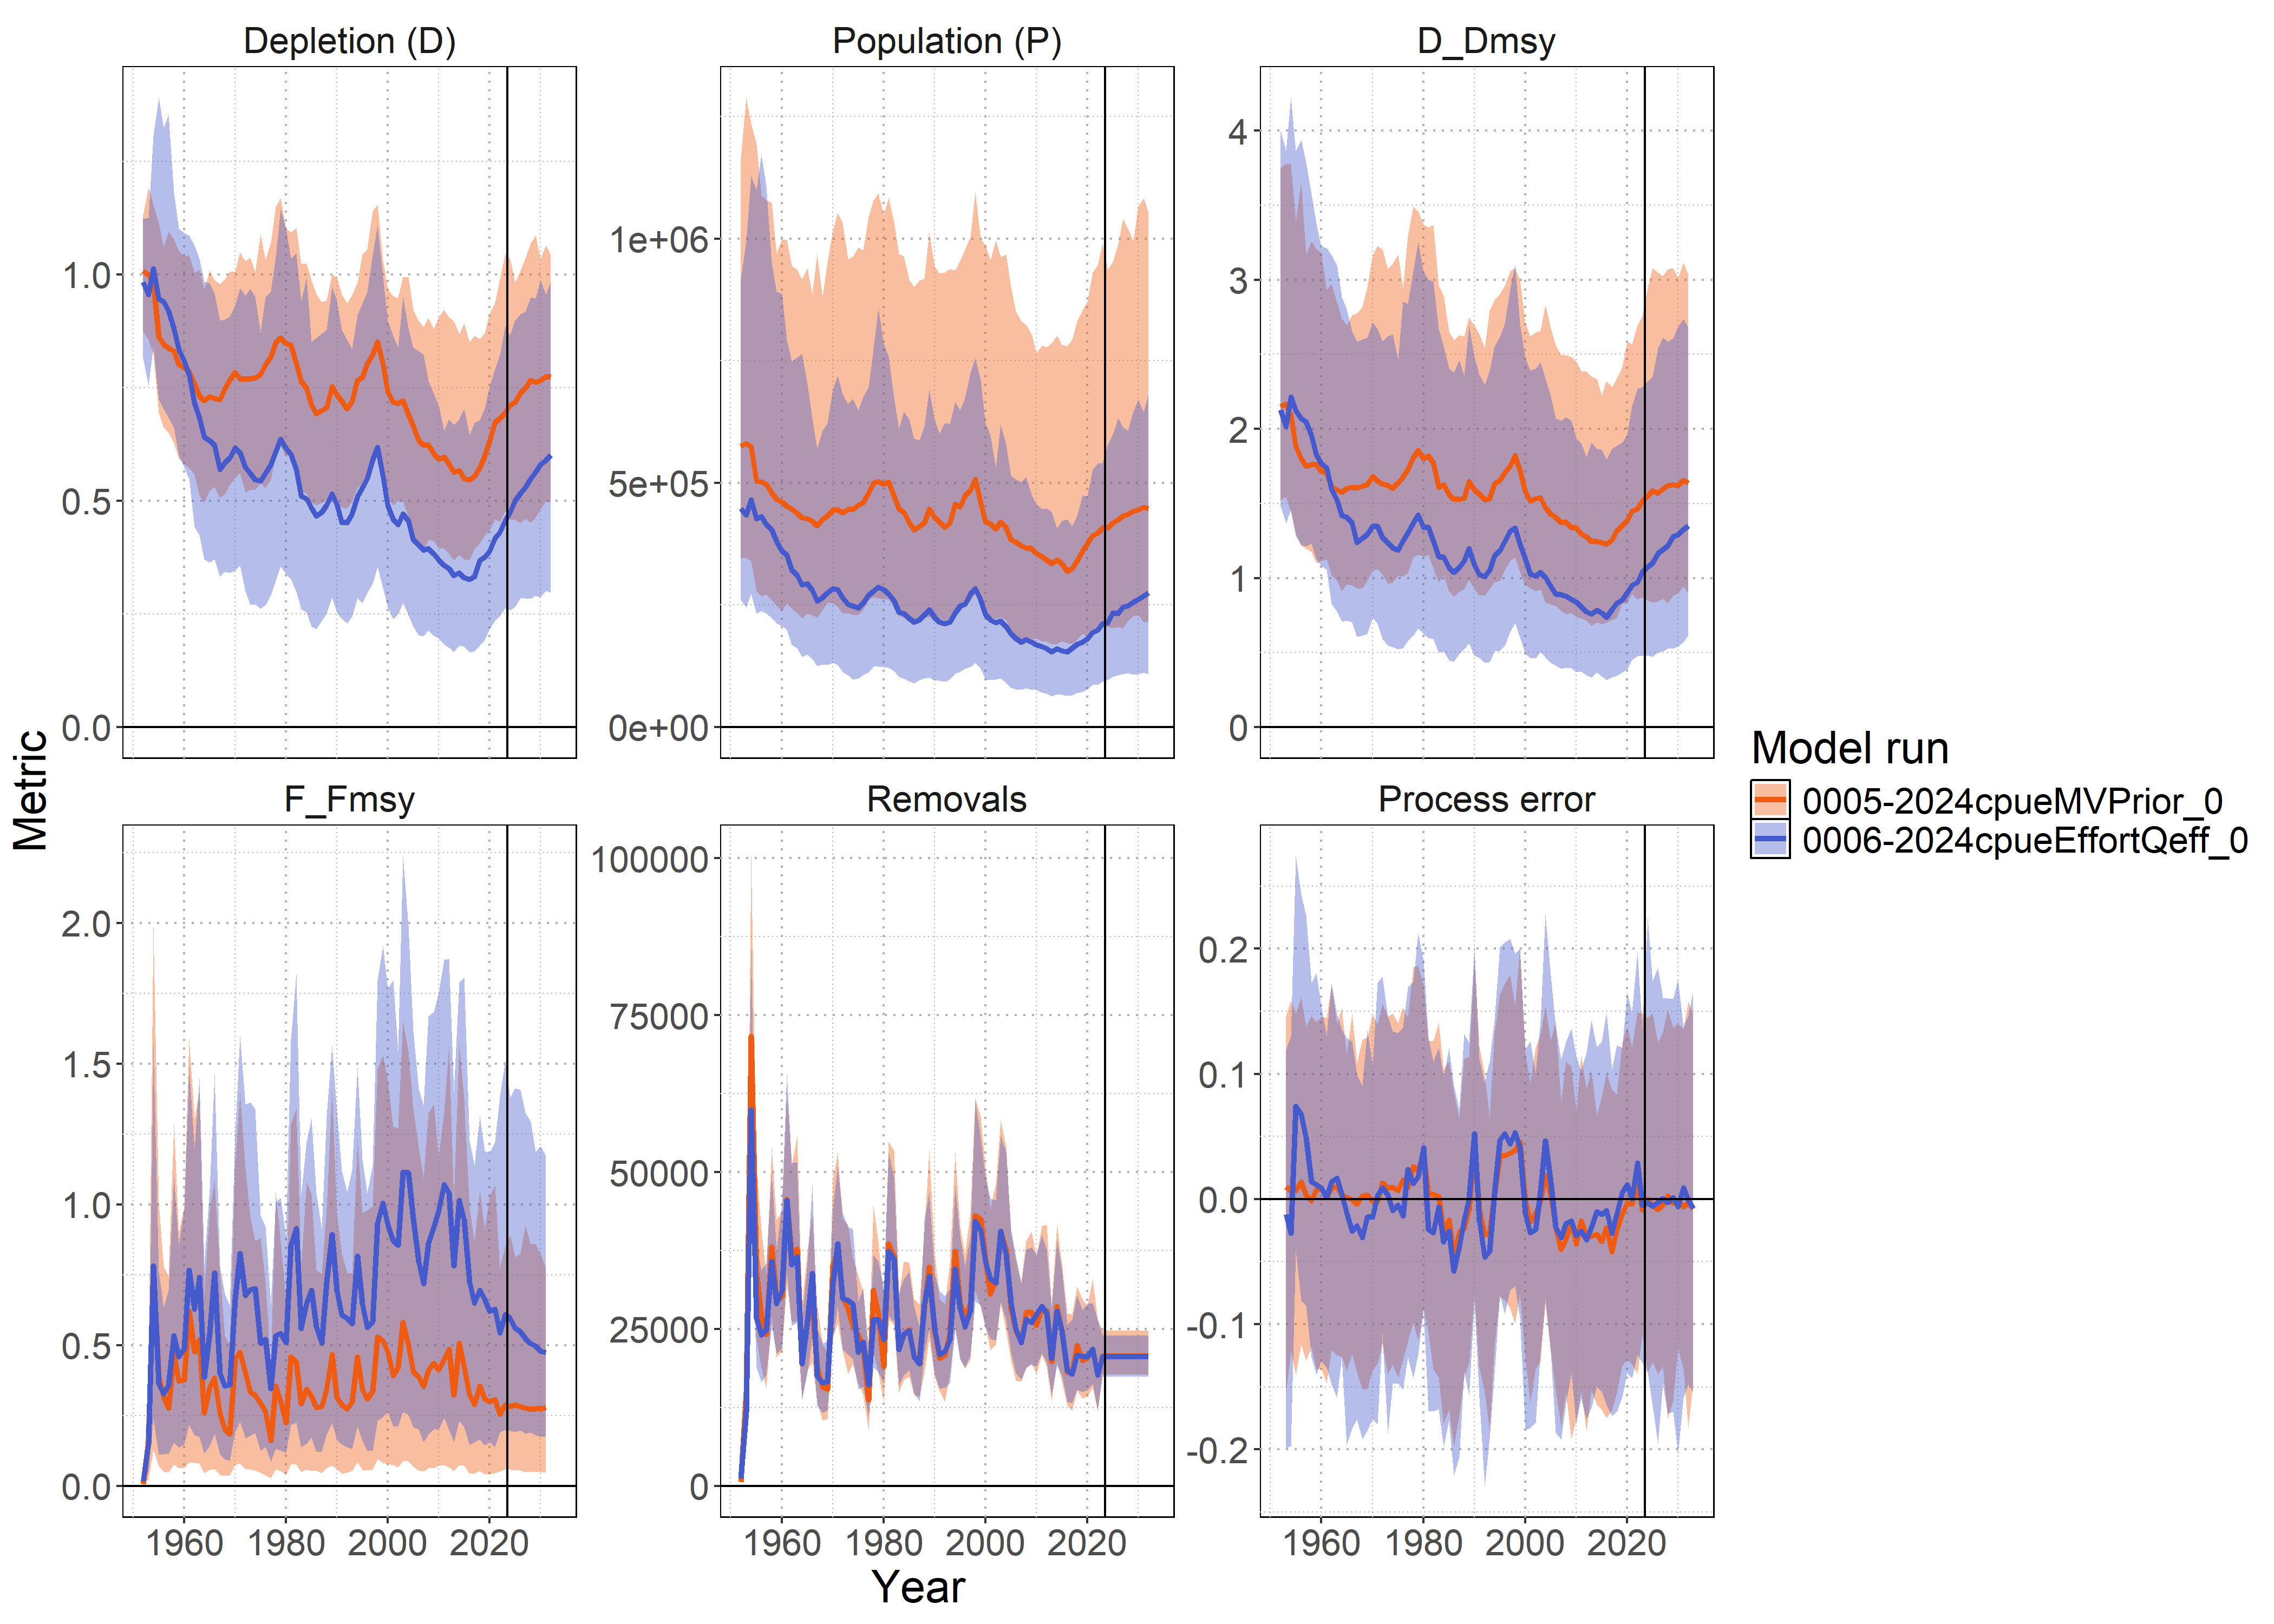 Depletion (D) Population (P) D_Dmsy
1.0
0.5
0.0
1e+06
5e+05
0e+00
4
3
2
1
0
Metric
F_Fmsy Removals Process error
2.0
1.5
1.0
0.5
0.0
100000
75000
50000
25000
0
0.2
0.1
0.0
-0.1
-0.2
1960 1980 2000 2020 1960 1980 2000 2020 1960 1980 2000 2020
Year
Model run
0005-2024cpueMVPrior_0
0006-2024cpueEffortQeff_0